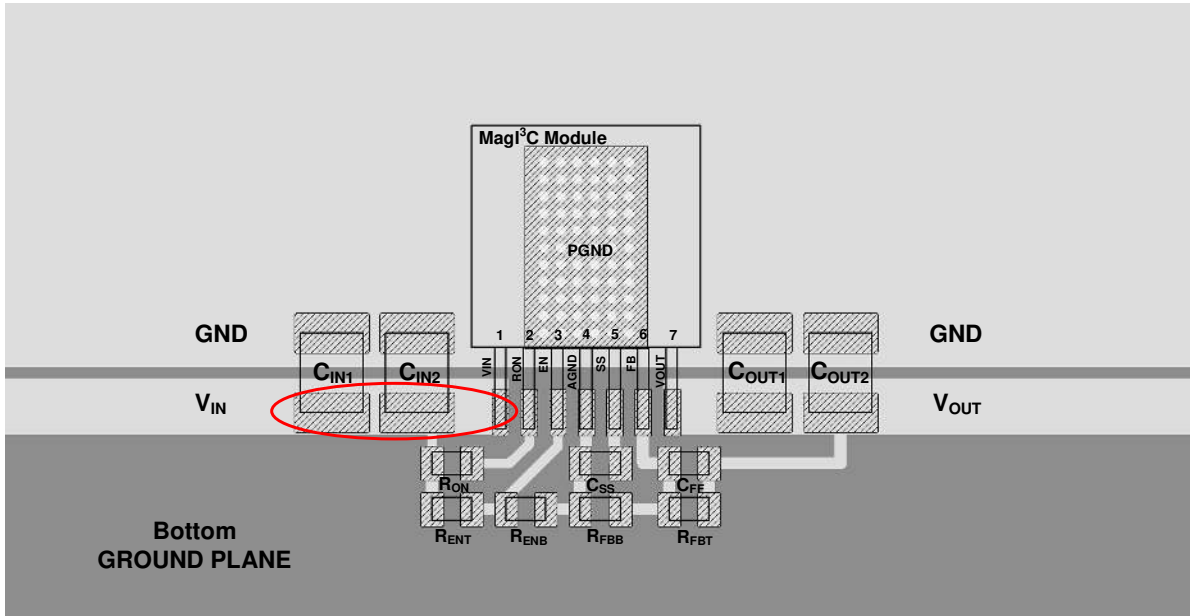 MagI³C Module
PGND
GND
GND
1 2 3 4 5 6 7
VIN
RON
EN
AGND
SS
FB
VOUT
CIN1
CIN2
COUT1
COUT2
VIN
VOUT
RON
CSS
CFF
RENT
RENB
RFBB
RFBT
Bottom
GROUND PLANE